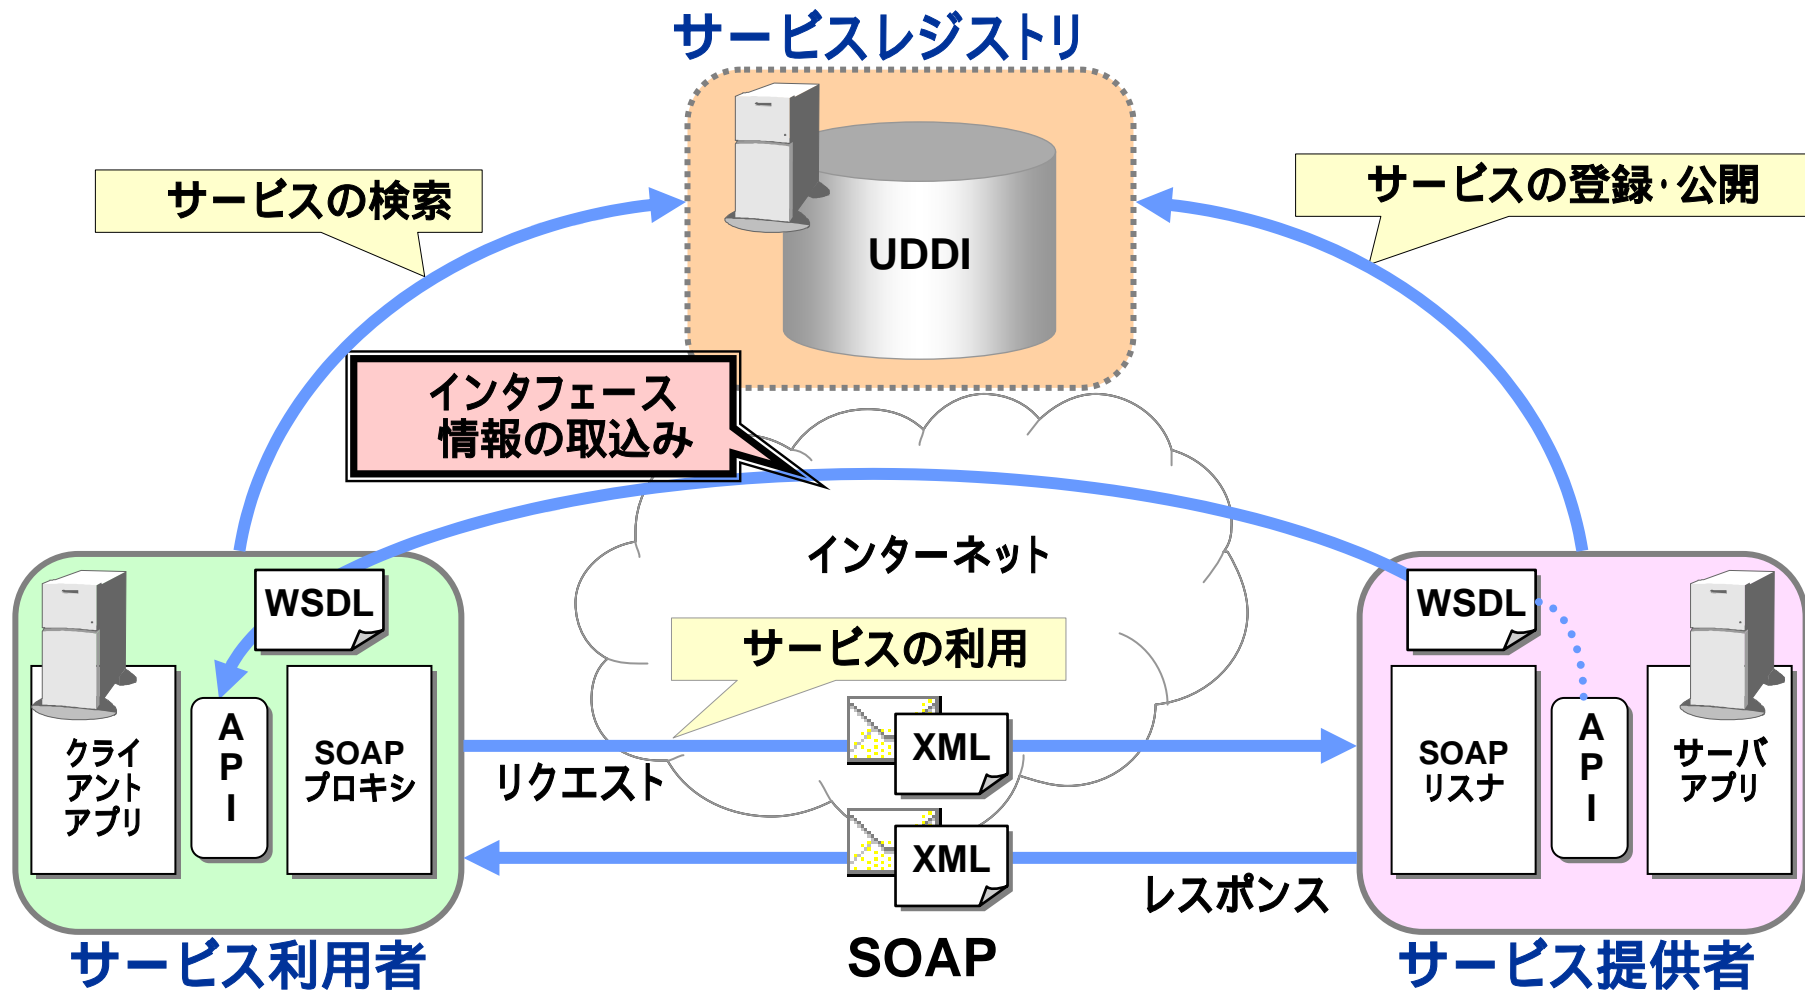 サービスレジストリ
サービスの検索
サービスの登録・公開
UDDI
インタフェース
情報の取込み
インターネット
WSDL
WSDL
サービスの利用
クライ
アント
アプリ
A
P
I
SOAP
プロキシ
リクエスト
XML
SOAP
リスナ
A
P
I
サーバ
アプリ
XML
レスポンス
サービス利用者
SOAP
サービス提供者